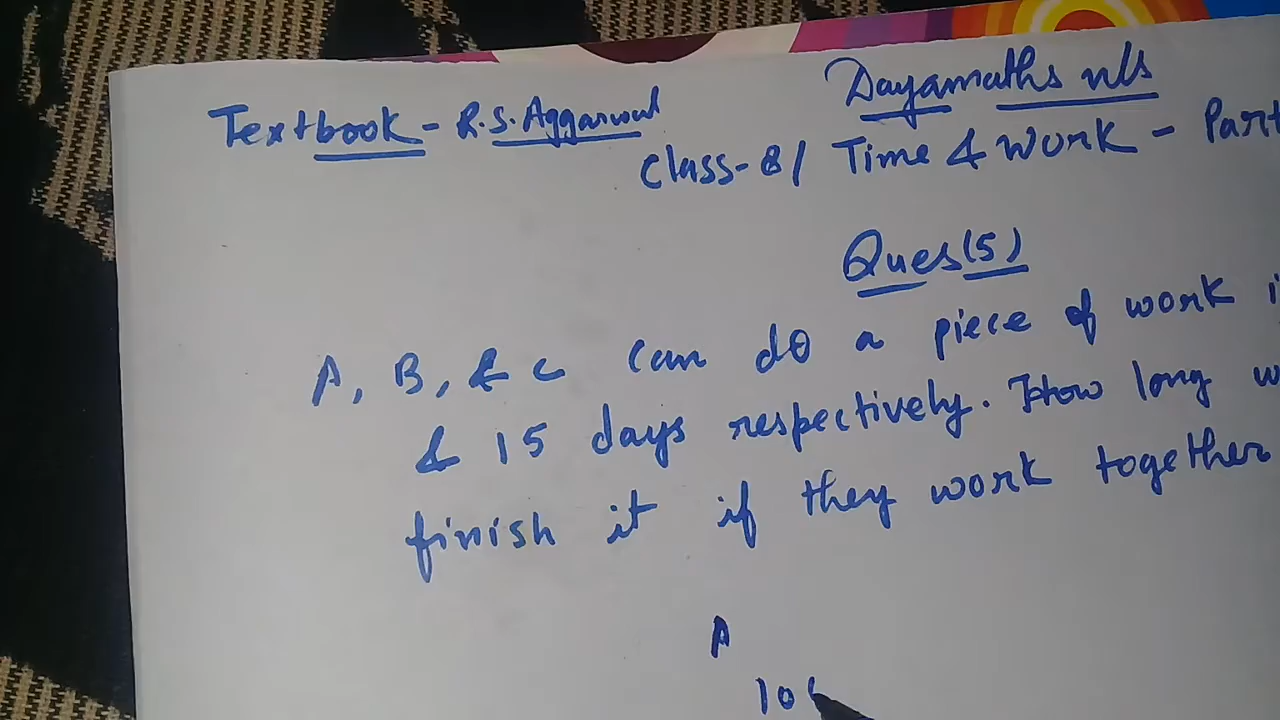 Dayamaths nls
Textbook - R.S. Aggarwal
Class-8/ Time & Work - Part
Ques (5)
A, B, & C can do a piece of work i
& 15 days respectively. How long w
finish it if they work together
A
10